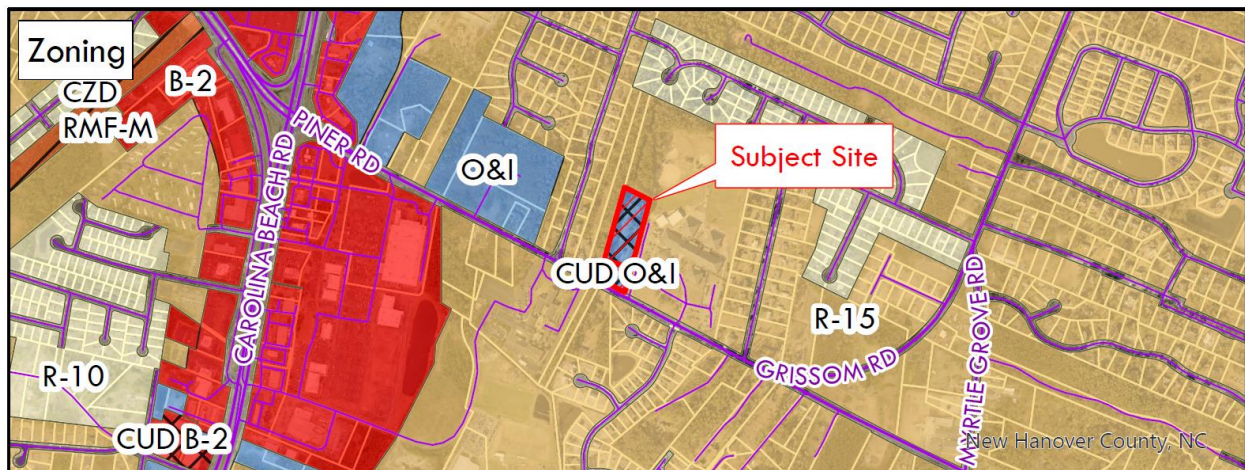 Zoning
CZD
RMF-M
B-2
PINER RD
CAROLINA BEACH RD
O&I
Subject Site
CUD O&I
R-15
GRISSOM RD
MYRTLE GROVE RD
R-10
CUD B-2
New Hanover County, NC